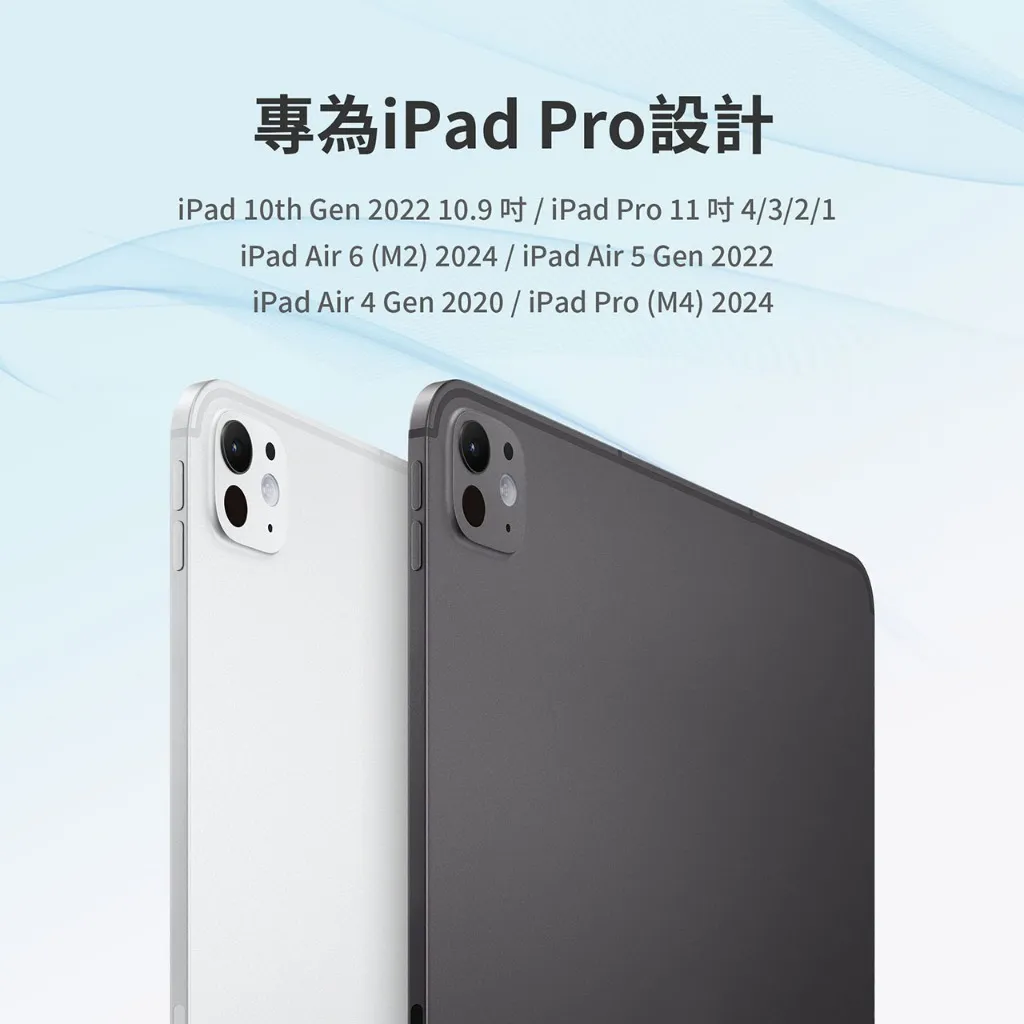 專為iPad Pro設計
iPad 10th Gen 2022 10.9 吋 / iPad Pro 11 吋 4/3/2/1
iPad Air 6 (M2) 2024 / iPad Air 5 Gen 2022
iPad Air 4 Gen 2020 / iPad Pro (M4) 2024